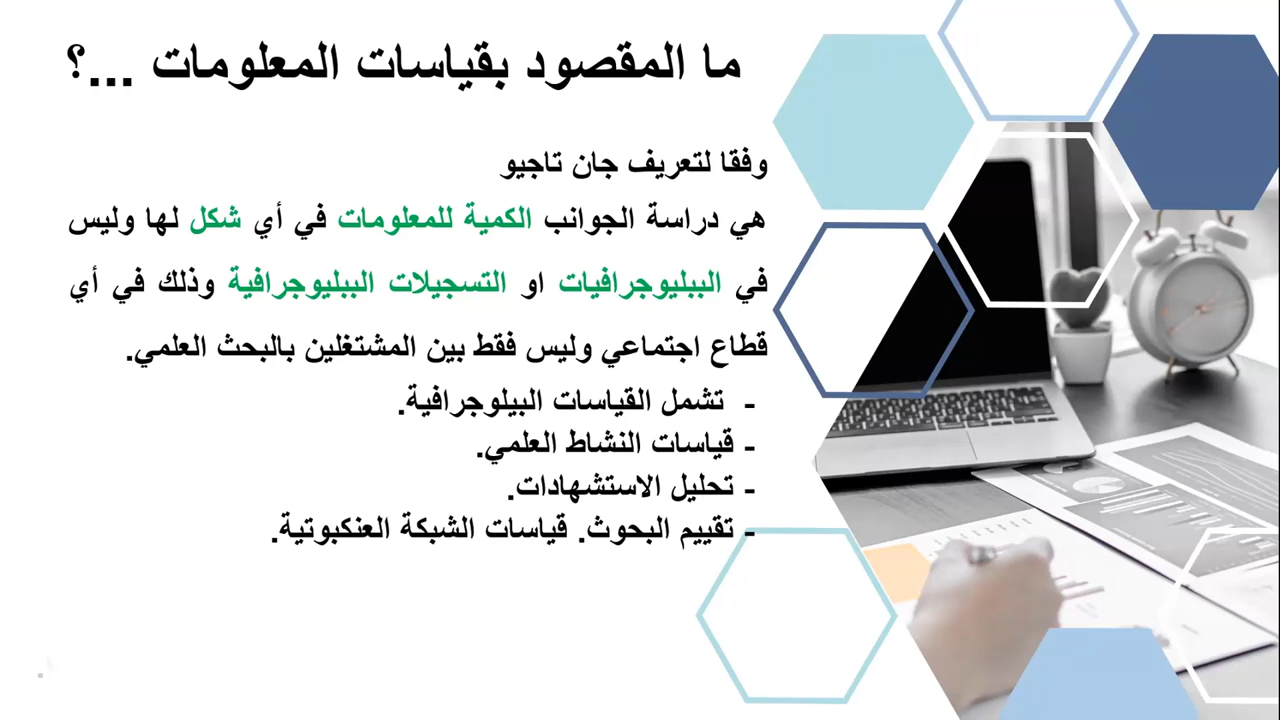 ما المقصود بقياسات المعلومات ...؟
وفقا لتعريف جان تاجيو
هي دراسة الجوانب الكمية للمعلومات في أي شكل لها وليس
في الببليوجرافيات او التسجيلات الببليوجرافية وذلك في أي
قطاع اجتماعي وليس فقط بين المشتغلين بالبحث العلمي.
- تشمل القياسات البيلوجرافية.
- قياسات النشاط العلمي.
- تحليل الاستشهادات.
- تقييم البحوث. قياسات الشبكة العنكبوتية.